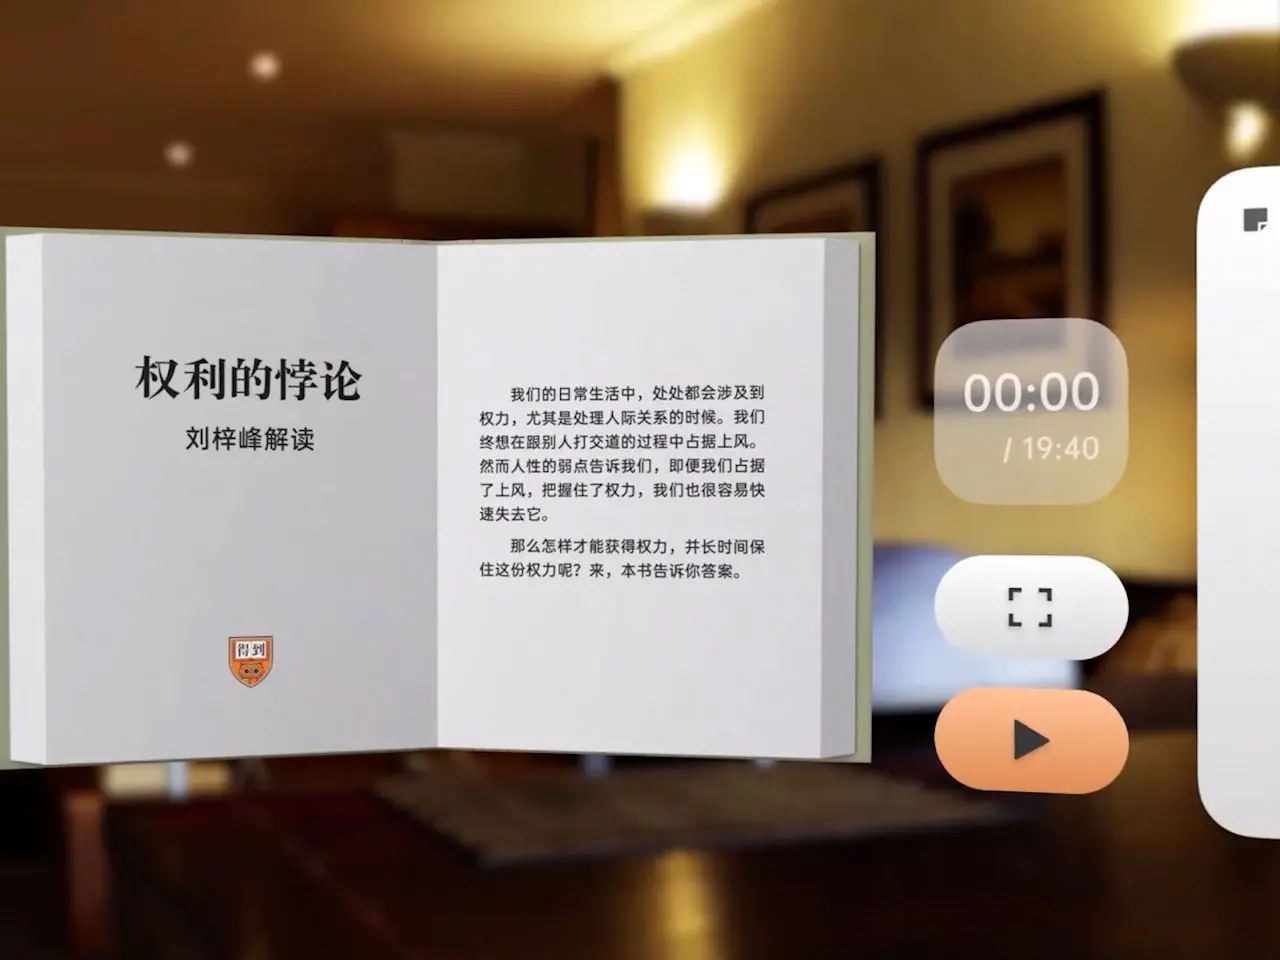 权利的悖论
刘梓峰解读
得到
我们的日常生活中，处处都会涉及到
权力，尤其是处理人际关系的时候。我们
终想在跟别人打交道的过程中占据上风。
然而人性的弱点告诉我们，即便我们占据
了上风，把握住了权力，我们也很容易快
速失去它。
那么怎样才能获得权力，并长时间保
住这份权力呢？来，本书告诉你答案。
00:00
/ 19:40